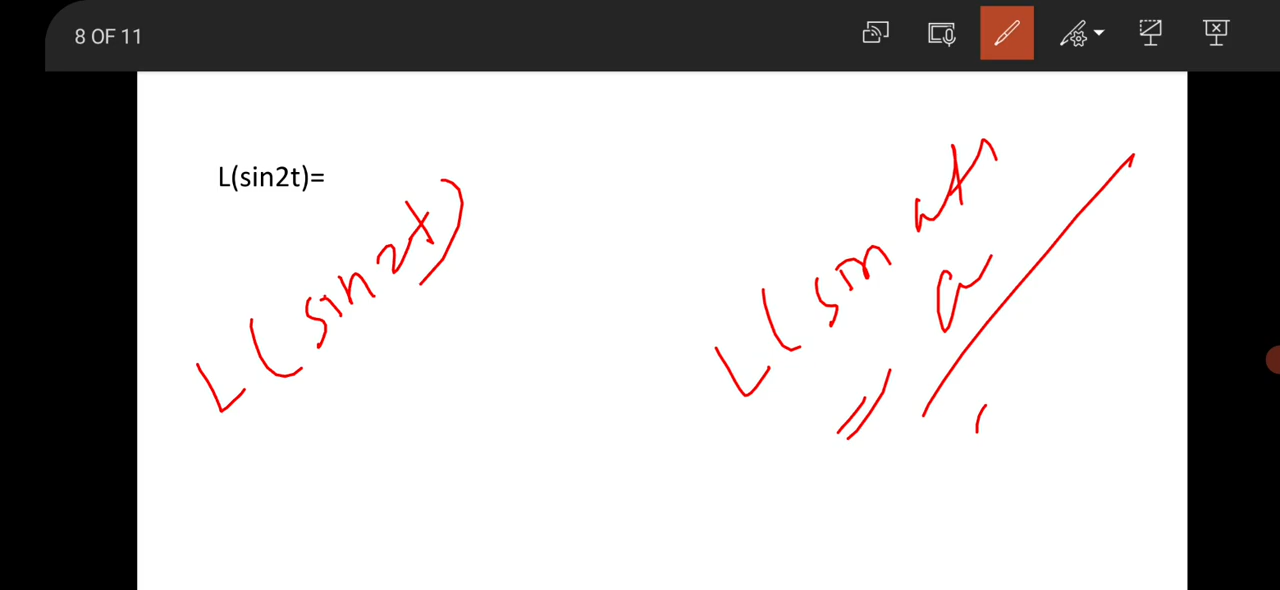 8 OF 11
L(sin2t)=
L(sin2t)
L(sin at)
= a